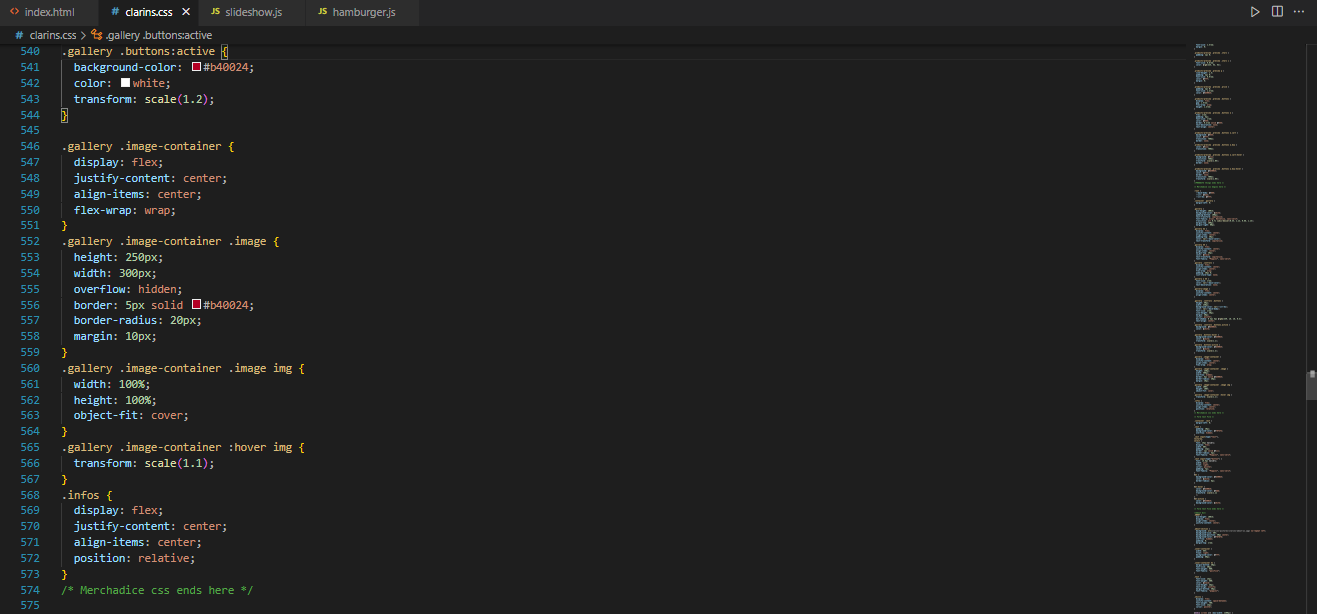 index.html
# clarins.css
JS slideshow.js
JS hamburger.js
# clarins.css > .gallery .buttons:active
540 .gallery .buttons:active {
541 background-color: #b40024;
542 color: white;
543 transform: scale(1.2);
544 }
545
546 .gallery .image-container {
547 display: flex;
548 justify-content: center;
549 align-items: center;
550 flex-wrap: wrap;
551 }
552 .gallery .image-container .image {
553 height: 250px;
554 width: 300px;
555 overflow: hidden;
556 border: 5px solid #b40024;
557 border-radius: 20px;
558 margin: 10px;
559 }
560 .gallery .image-container .image img {
561 width: 100%;
562 height: 100%;
563 object-fit: cover;
564 }
565 .gallery .image-container :hover img {
566 transform: scale(1.1);
567 }
568 .infos {
569 display: flex;
570 justify-content: center;
571 align-items: center;
572 position: relative;
573 }
574 /* Merchadice css ends here */
575